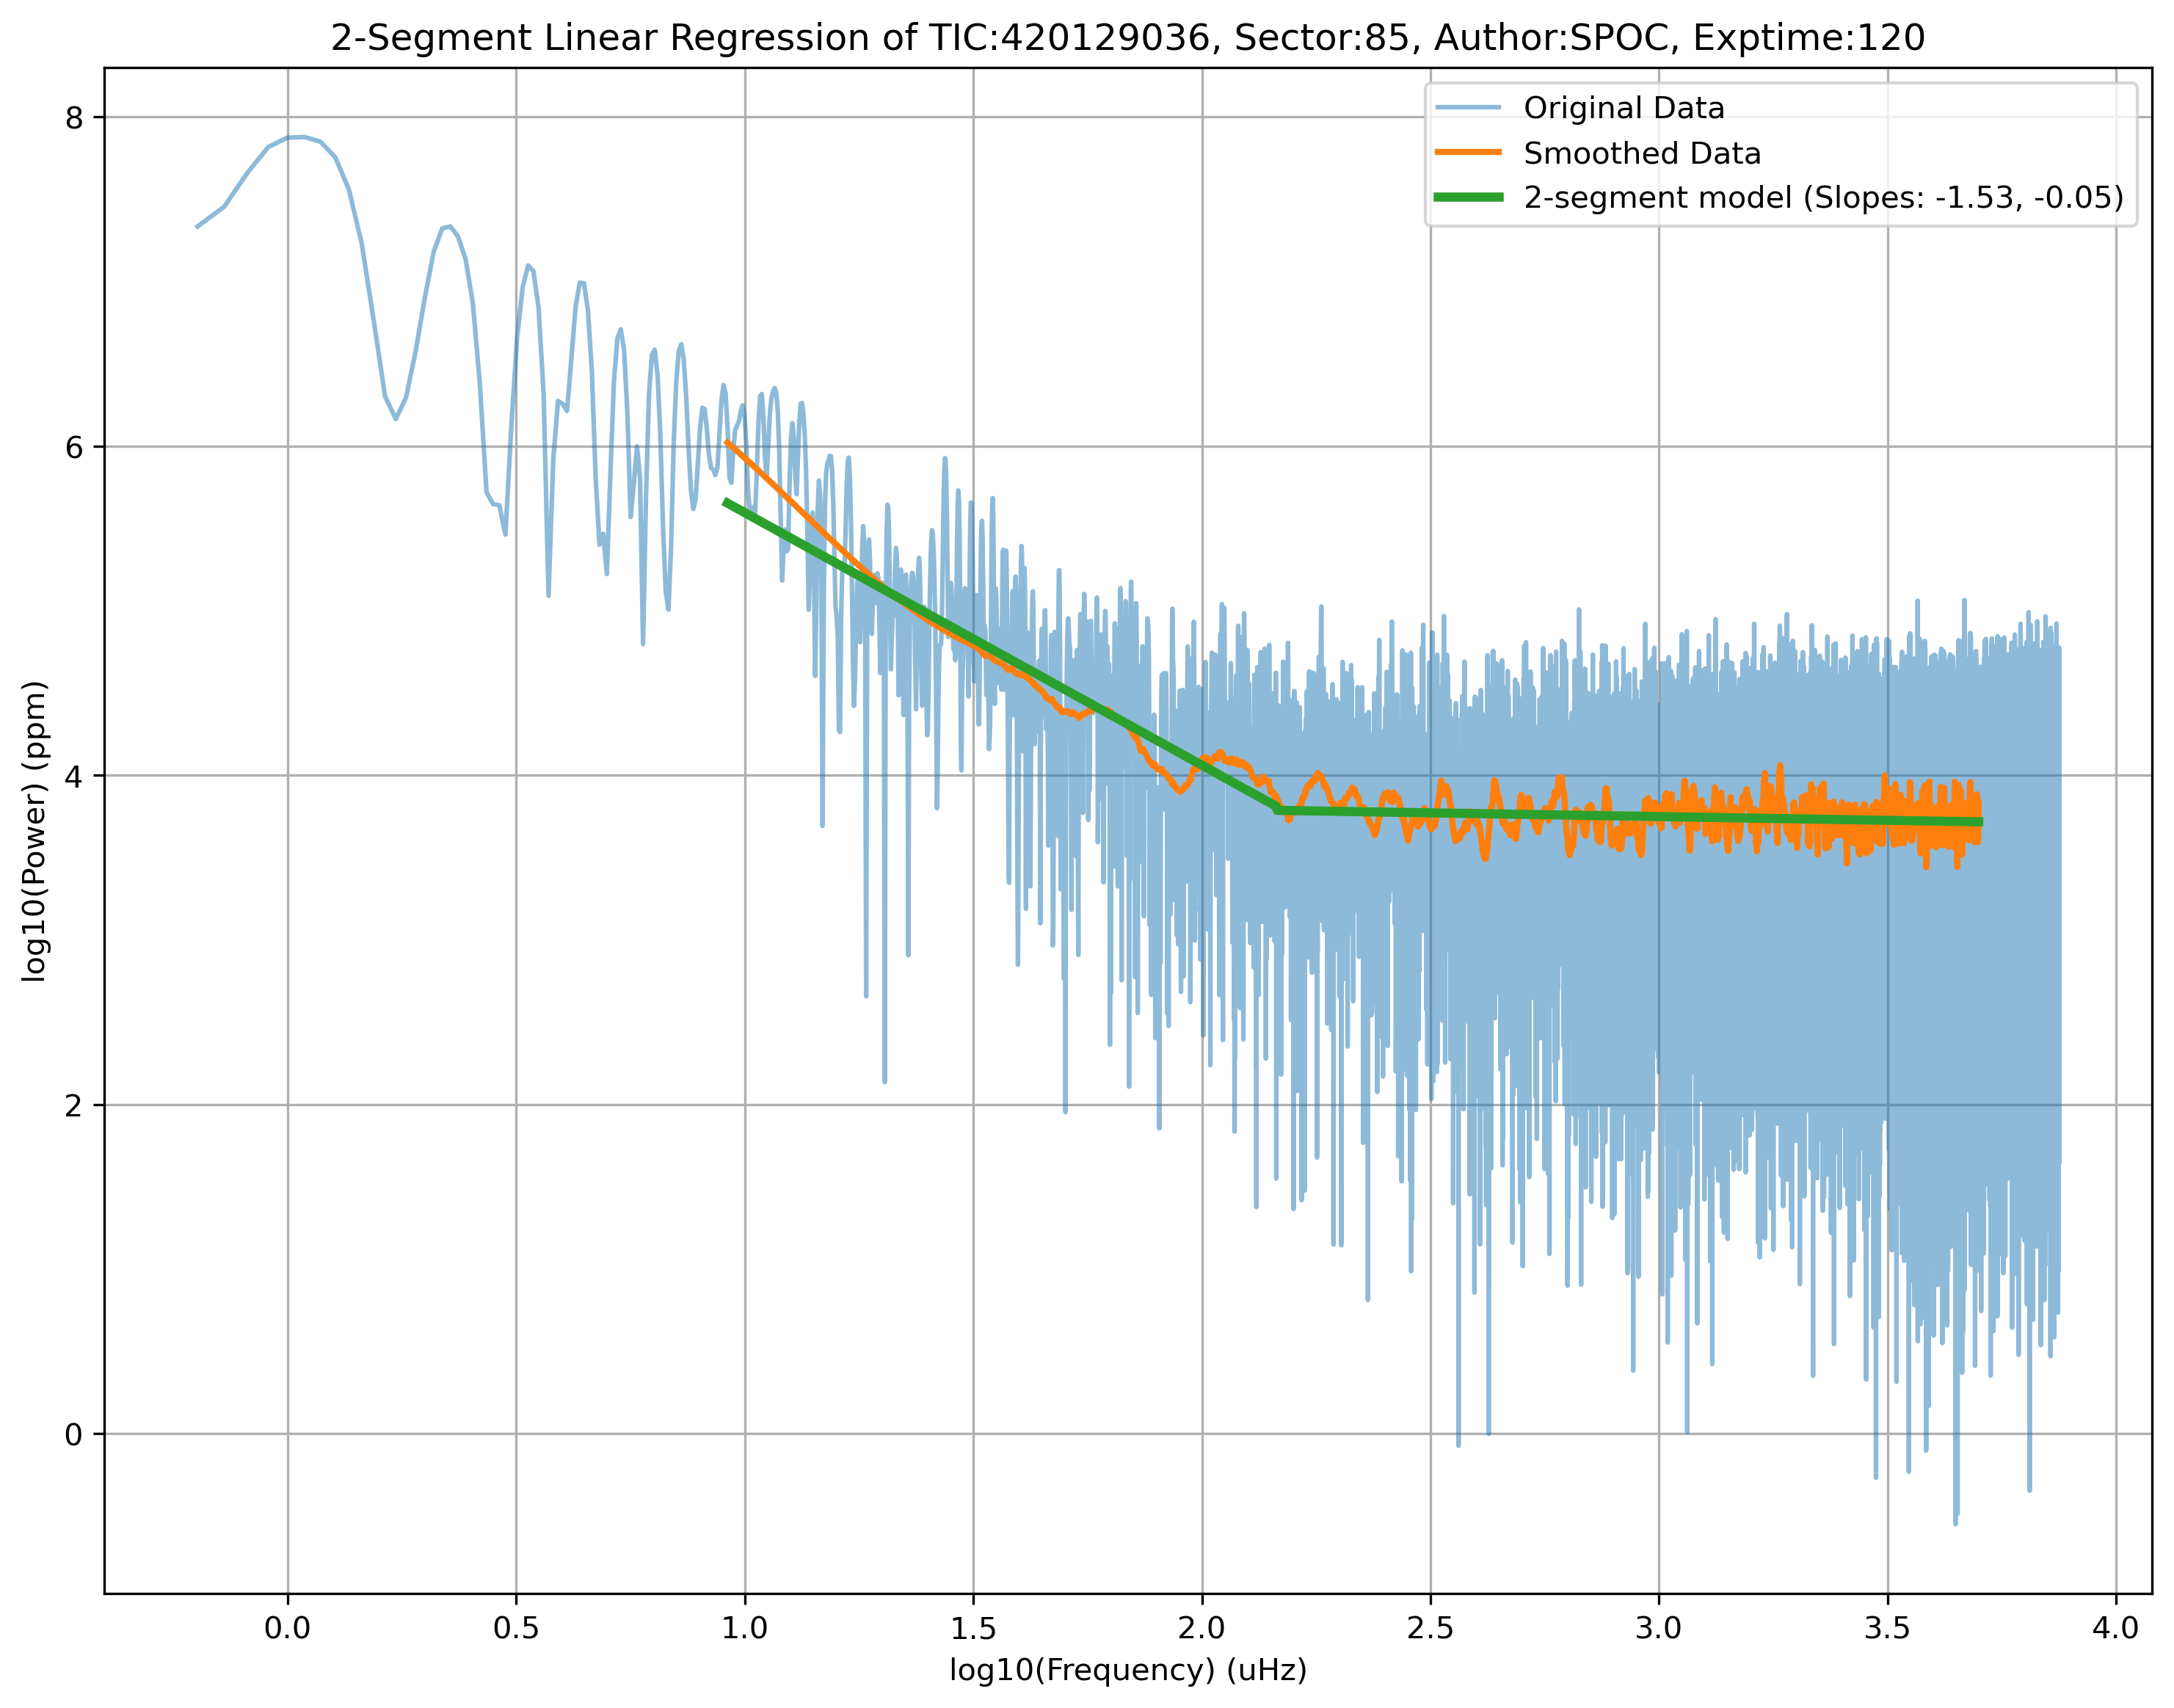 2-Segment Linear Regression of TIC:420129036, Sector:85, Author:SPOC, Exptime:120
Original Data
Smoothed Data
2-segment model (Slopes: -1.53, -0.05)
log10(Power) (ppm)
8
6
4
2
0
0.0 0.5 1.0 1.5 2.0 2.5 3.0 3.5 4.0
log10(Frequency) (uHz)